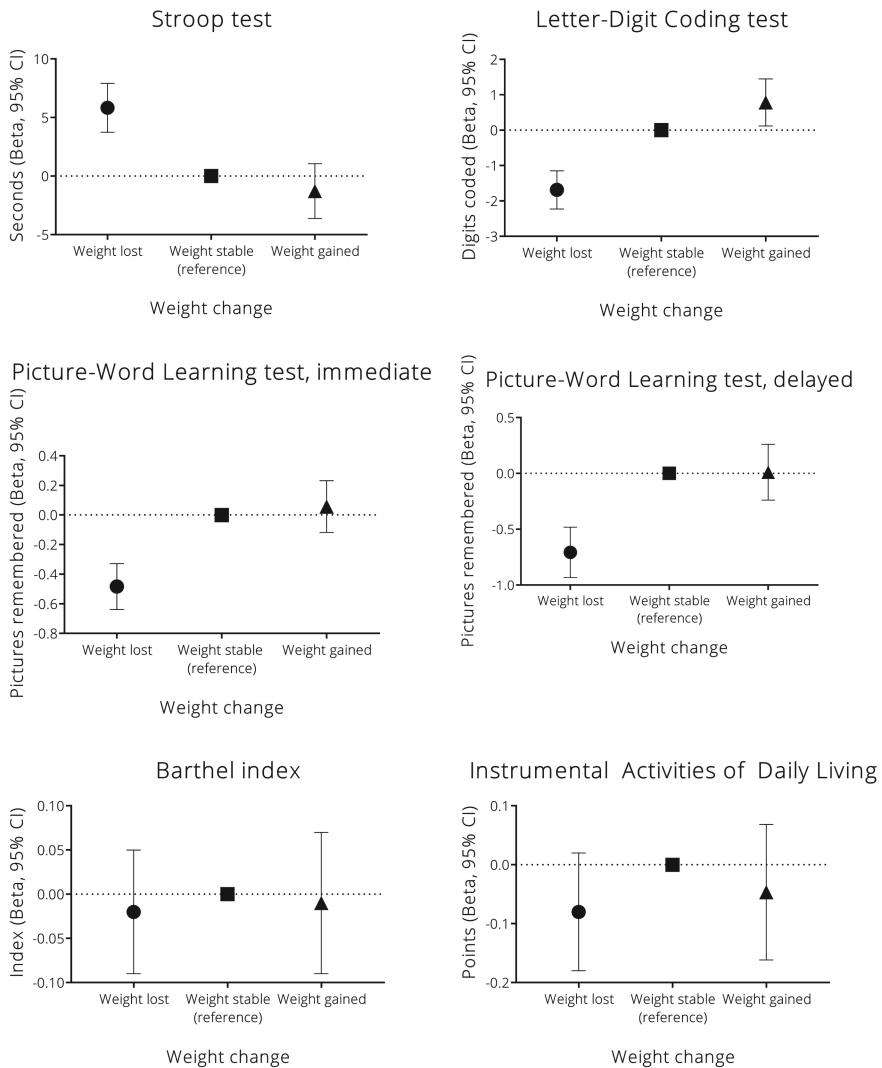 Stroop test
Seconds (Beta, 95% CI)
10
5
0
-5
Weight lost
Weight stable
(reference)
Weight gained
Weight change
Letter-Digit Coding test
Digits coded (Beta, 95% CI)
2
1
0
-1
-2
-3
Weight lost
Weight stable
(reference)
Weight gained
Weight change
Picture-Word Learning test, immediate
Pictures remembered (Beta, 95% CI)
0.4
0.2
0.0
-0.2
-0.4
-0.6
-0.8
Weight lost
Weight stable
(reference)
Weight gained
Weight change
Picture-Word Learning test, delayed
Pictures remembered (Beta, 95% CI)
0.5
0.0
-0.5
-1.0
Weight lost
Weight stable
(reference)
Weight gained
Weight change
Barthel index
Index (Beta, 95% CI)
0.10
0.05
0.00
-0.05
-0.10
Weight lost
Weight stable
(reference)
Weight gained
Weight change
Instrumental Activities of Daily Living
Points (Beta, 95% CI)
0.1
0.0
-0.1
-0.2
Weight lost
Weight stable
(reference)
Weight gained
Weight change